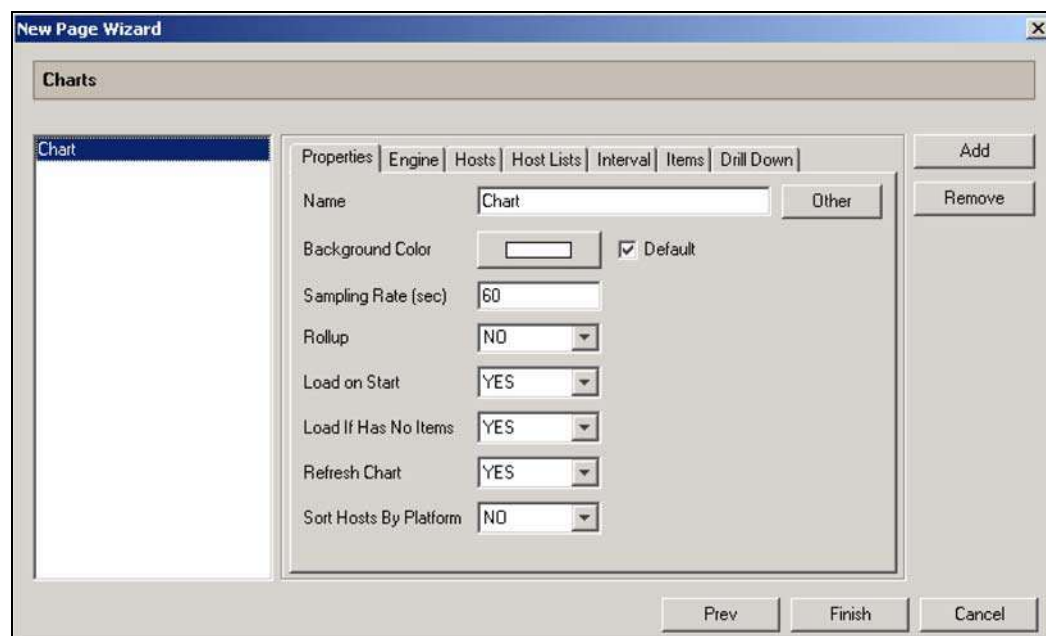 New Page Wizard
Charts
Chart
Properties Engine Hosts Host Lists Interval Items Drill Down
Add
Remove
Name Chart Other
Background Color Default
Sampling Rate (sec) 60
Rollup NO
Load on Start YES
Load If Has No Items YES
Refresh Chart YES
Sort Hosts By Platform NO
Prev Finish Cancel